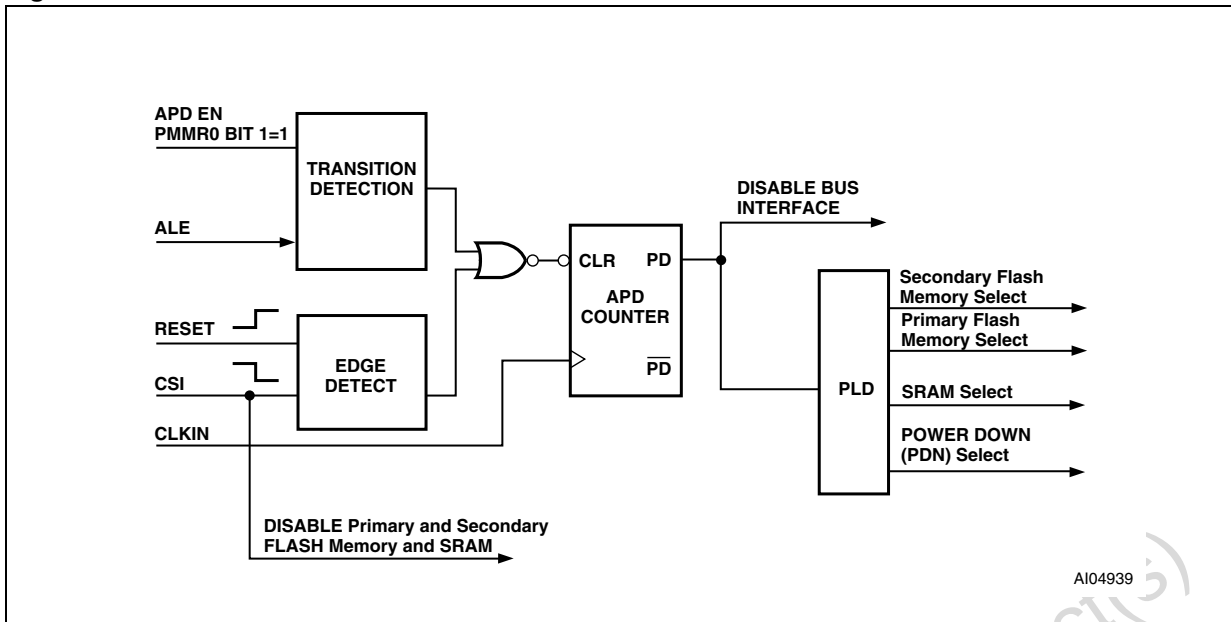 APD EN
PMMR0 BIT 1=1
TRANSITION
DETECTION
ALE
DISABLE BUS
INTERFACE
CLR
PD
APD
COUNTER
PD
Secondary Flash
Memory Select
Primary Flash
Memory Select
RESET
EDGE
DETECT
CSI
CLKIN
PLD
SRAM Select
POWER DOWN
(PDN) Select
DISABLE Primary and Secondary
FLASH Memory and SRAM
AI04939